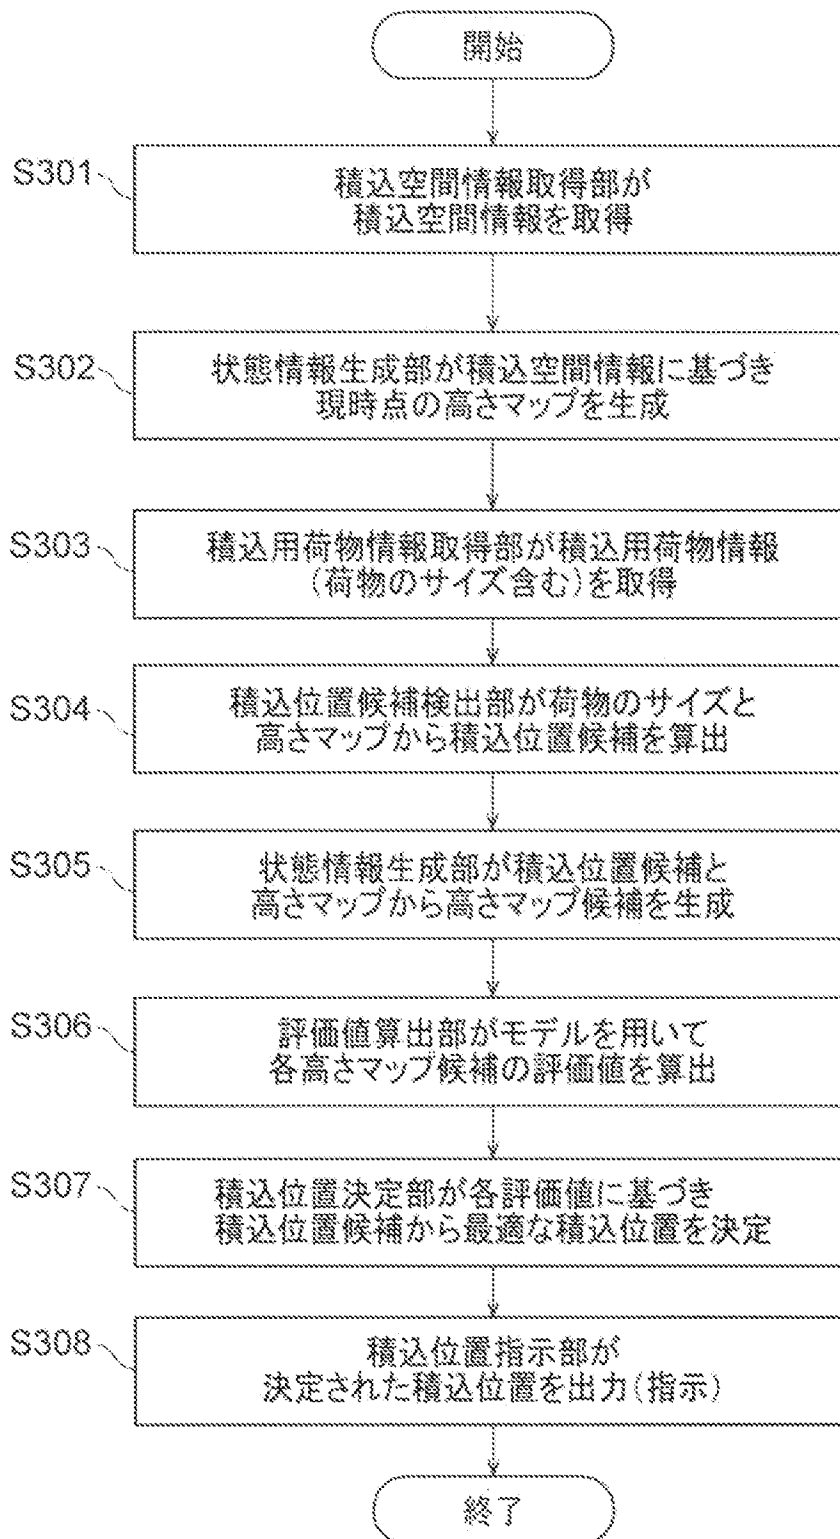 開始
S301
積込空間情報取得部が
積込空間情報を取得
S302
状態情報生成部が積込空間情報に基づき
現時点の高さマップを生成
S303
積込用荷物情報取得部が積込用荷物情報
(荷物のサイズ含む)を取得
S304
積込位置候補検出部が荷物のサイズと
高さマップから積込位置候補を算出
S305
状態情報生成部が積込位置候補と
高さマップから高さマップ候補を生成
S306
評価値算出部がモデルを用いて
各高さマップ候補の評価値を算出
S307
積込位置決定部が各評価値に基づき
積込位置候補から最適な積込位置を決定
S308
積込位置指示部が
決定された積込位置を出力(指示)
終了